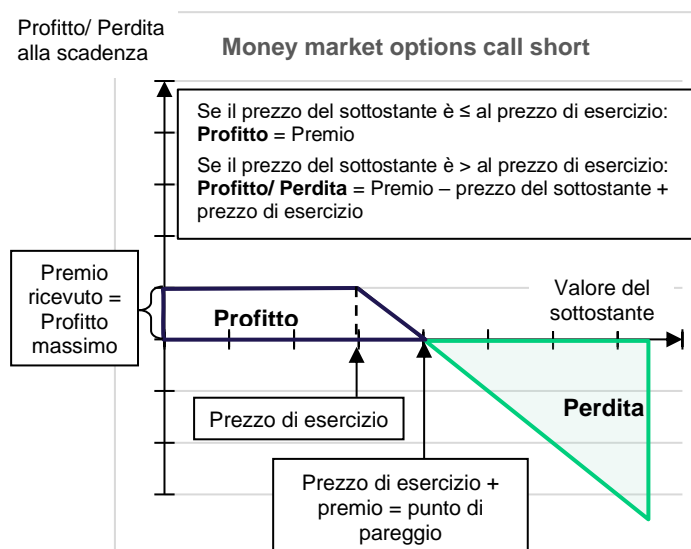 Profitto/ Perdita
alla scadenza
Money market options call short
Se il prezzo del sottostante è ≤ al prezzo di esercizio:
Profitto = Premio
Se il prezzo del sottostante è > al prezzo di esercizio:
Profitto/ Perdita = Premio – prezzo del sottostante +
prezzo di esercizio
Premio
ricevuto =
Profitto
massimo
Profitto
Valore del
sottostante
Prezzo di esercizio
Perdita
Prezzo di esercizio +
premio = punto di
pareggio